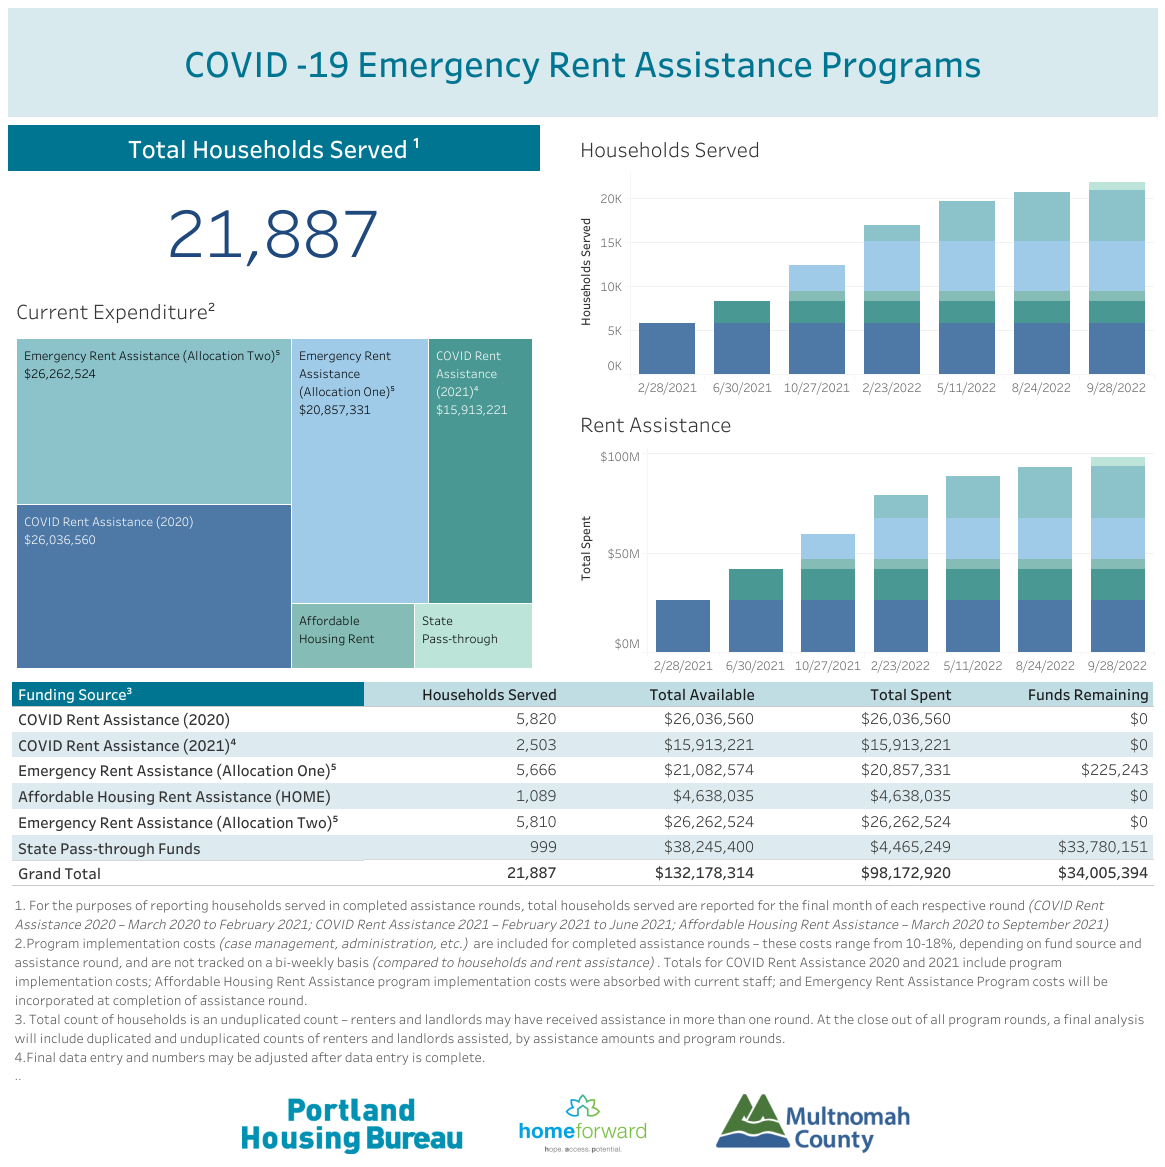 COVID -19 Emergency Rent Assistance Programs
Total Households Served ¹
21,887
Current Expenditure²
Emergency Rent Assistance (Allocation Two)⁵
$26,262,524
COVID Rent Assistance (2020)
$26,036,560
Emergency Rent
Assistance
(Allocation One)⁵
$20,857,331
COVID Rent
Assistance
(2021)⁴
$15,913,221
Affordable
Housing Rent
State
Pass-through
Households Served
Households Served
20K
15K
10K
5K
0K
2/28/2021 6/30/2021 10/27/2021 2/23/2022 5/11/2022 8/24/2022 9/28/2022
Rent Assistance
Total Spent
$100M
$50M
$0M
2/28/2021 6/30/2021 10/27/2021 2/23/2022 5/11/2022 8/24/2022 9/28/2022
Funding Source³ Households Served Total Available Total Spent Funds Remaining
COVID Rent Assistance (2020) 5,820 $26,036,560 $26,036,560 $0
COVID Rent Assistance (2021)⁴ 2,503 $15,913,221 $15,913,221 $0
Emergency Rent Assistance (Allocation One)⁵ 5,666 $21,082,574 $20,857,331 $225,243
Affordable Housing Rent Assistance (HOME) 1,089 $4,638,035 $4,638,035 $0
Emergency Rent Assistance (Allocation Two)⁵ 5,810 $26,262,524 $26,262,524 $0
State Pass-through Funds 999 $38,245,400 $4,465,249 $33,780,151
Grand Total 21,887 $132,178,314 $98,172,920 $34,005,394
1. For the purposes of reporting households served in completed assistance rounds, total households served are reported for the final month of each respective round (COVID Rent
Assistance 2020 – March 2020 to February 2021; COVID Rent Assistance 2021 – February 2021 to June 2021; Affordable Housing Rent Assistance – March 2020 to September 2021)
2.Program implementation costs (case management, administration, etc.) are included for completed assistance rounds – these costs range from 10-18%, depending on fund source and
assistance round, and are not tracked on a bi-weekly basis (compared to households and rent assistance) . Totals for COVID Rent Assistance 2020 and 2021 include program
implementation costs; Affordable Housing Rent Assistance program implementation costs were absorbed with current staff; and Emergency Rent Assistance Program costs will be
incorporated at completion of assistance round.
3. Total count of households is an unduplicated count – renters and landlords may have received assistance in more than one round. At the close out of all program rounds, a final analysis
will include duplicated and unduplicated counts of renters and landlords assisted, by assistance amounts and program rounds.
4.Final data entry and numbers may be adjusted after data entry is complete.
..
Portland
Housing Bureau
homeforward
hope. access. potential.
Multnomah
County